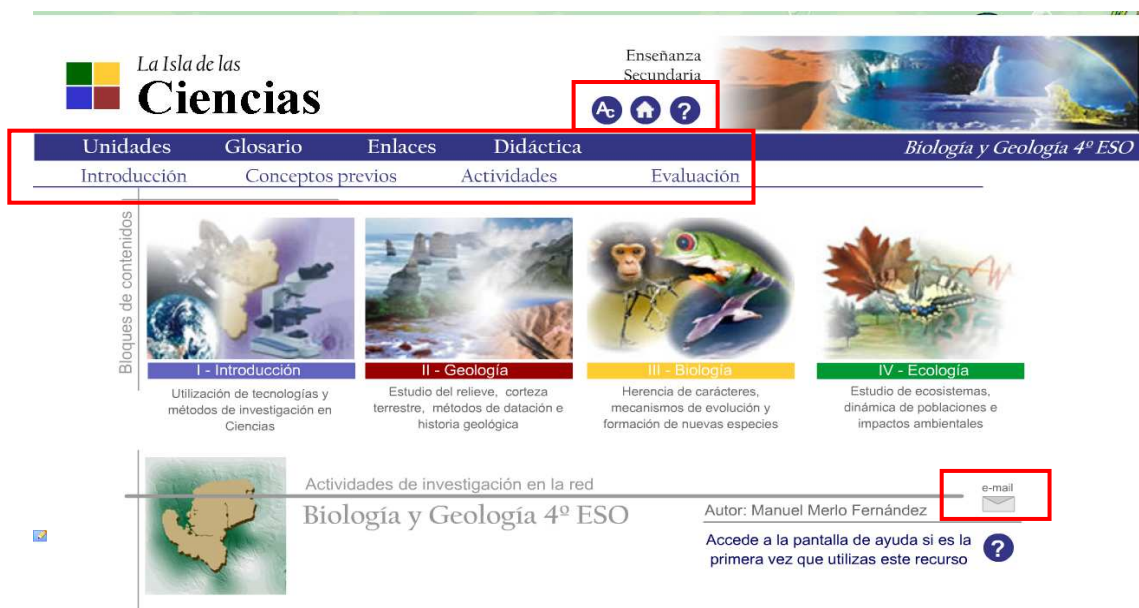 La Isla de las
Ciencias
Enseñanza
Secundaria
Ac ?
Unidades Glosario Enlaces Didáctica
Biología y Geología 4º ESO
Introducción Conceptos previos Actividades Evaluación
Bloques de contenidos
I - Introducción
Utilización de tecnologías y
métodos de investigación en
Ciencias
II - Geología
Estudio del relieve, corteza
terrestre, métodos de datación e
historia geológica
III - Biología
Herencia de carácteres,
mecanismos de evolución y
formación de nuevas especies
IV - Ecología
Estudio de ecosistemas,
dinámica de poblaciones e
impactos ambientales
Actividades de investigación en la red
Biología y Geología 4º ESO
e-mail
Autor: Manuel Merlo Fernández
Accede a la pantalla de ayuda si es la
primera vez que utilizas este recurso
?